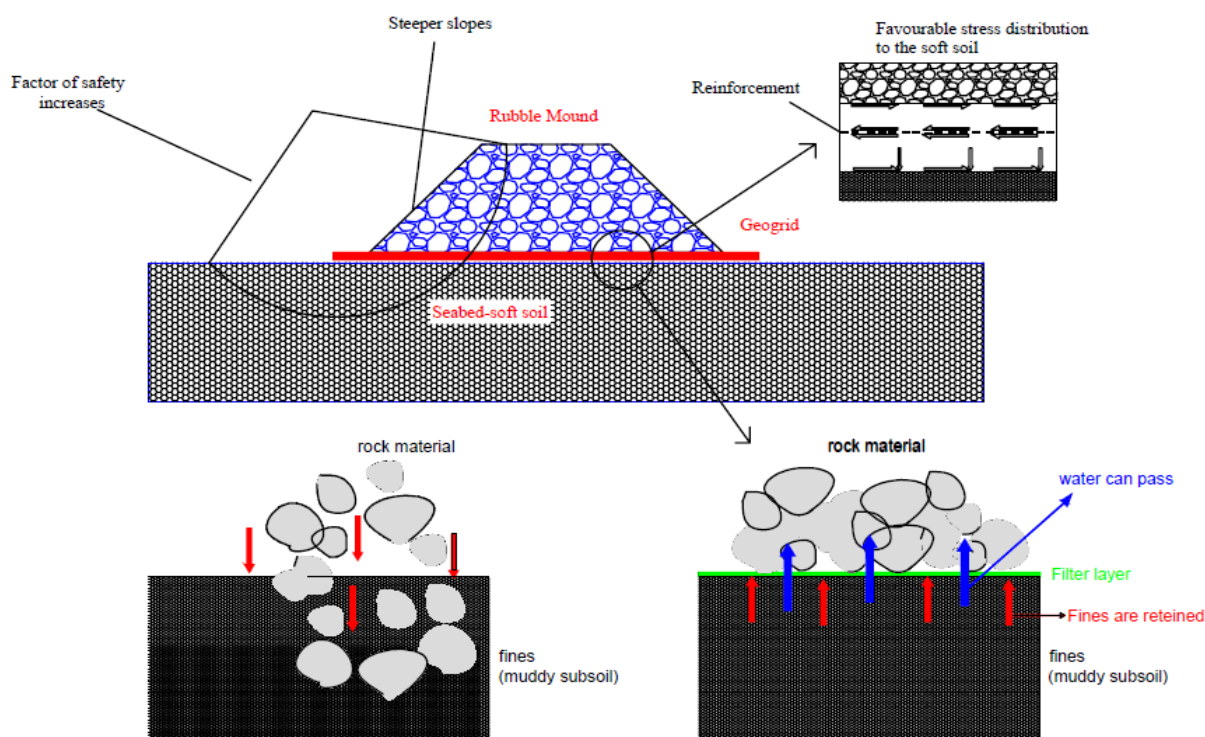 Steeper slopes
Favourable stress distribution
to the soft soil
Factor of safety
increases
Reinforcement
Rubble Mound
Geogrid
Seabed-soft soil
rock material
rock material
water can pass
Filter layer
Fines are reteined
fines
(muddy subsoil)
fines
(muddy subsoil)